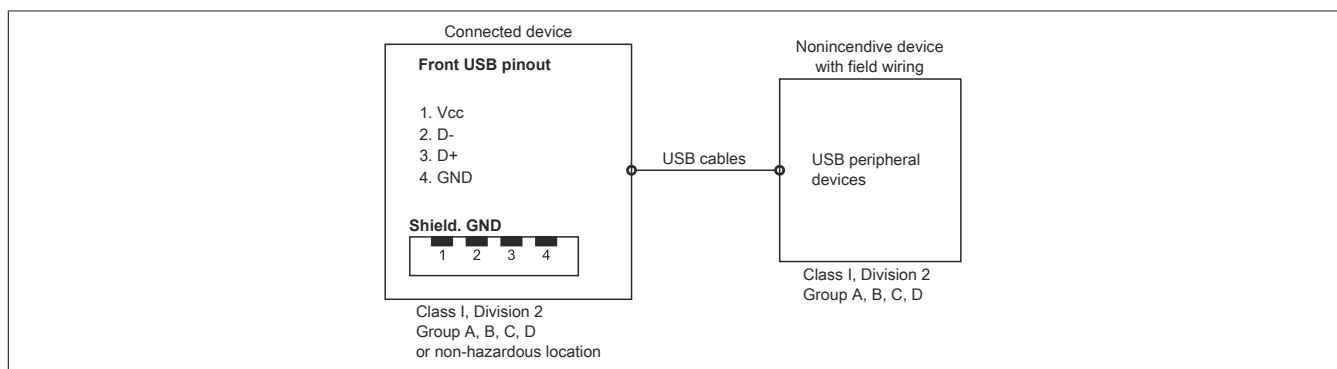 Connected device
Front USB pinout
1. Vcc
2. D-
3. D+
4. GND
Shield. GND
1 2 3 4
Class I, Division 2
Group A, B, C, D
or non-hazardous location
USB cables
Nonincendive device
with field wiring
USB peripheral
devices
Class I, Division 2
Group A, B, C, D